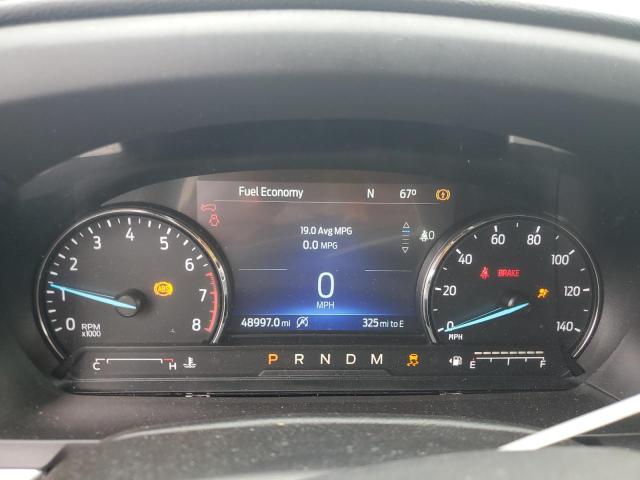 Fuel Economy N 67°
19.0 Avg MPG
0.0 MPG
0
MPH
48997.0 mi 325 mi to E
0 1 2 3 4 5 6 7 8
RPM
x1000
ABS
0 20 40 60 80 100 120 140
MPH
BRAKE
C H
P R N D M
E F